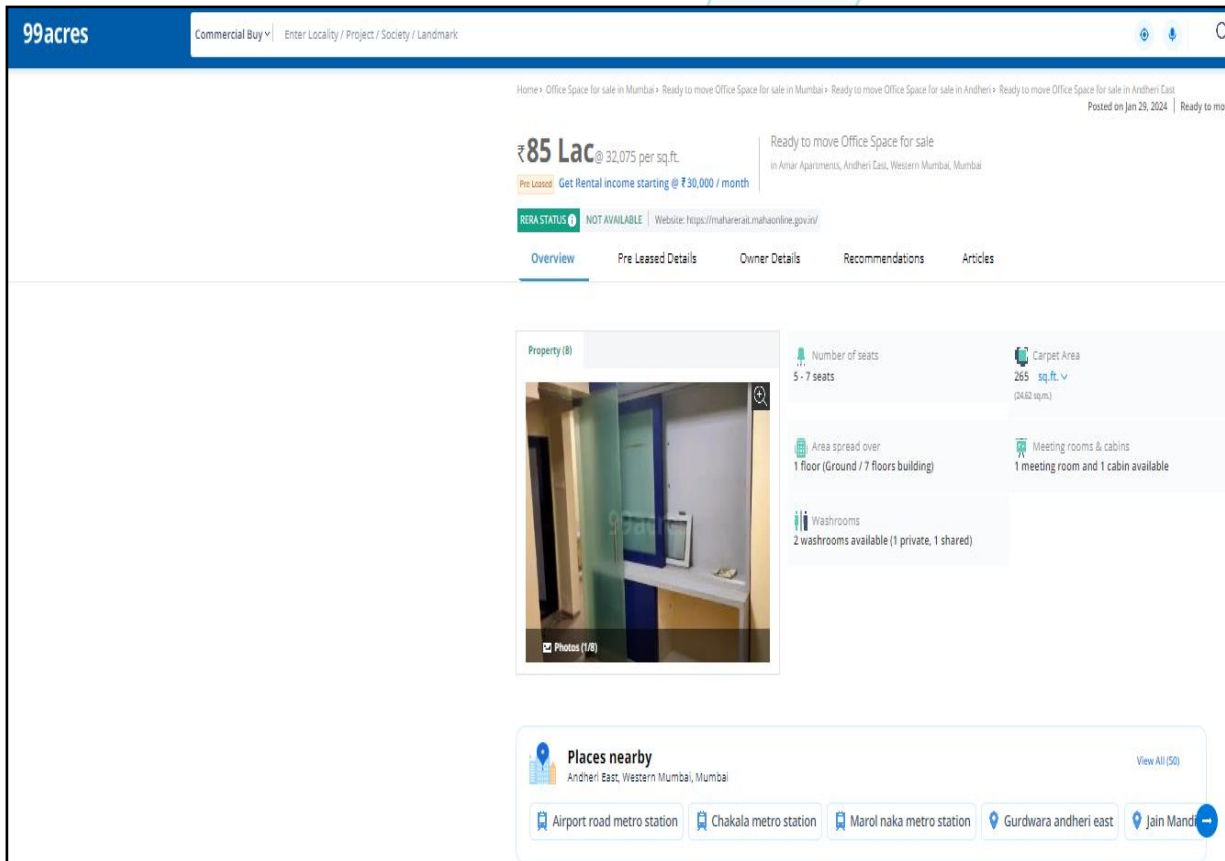 99acres
Commercial Buy Enter Locality / Project / Society / Landmark
Home › Office Space for sale in Mumbai › Ready to move Office Space for sale in Mumbai › Ready to move Office Space for sale in Andheri › Ready to move Office Space for sale in Andheri East
Posted on Jan 29, 2024 | Ready to mo
₹85 Lac @ 32,075 per sq.ft.
Pre Leased Get Rental income starting @ ₹30,000 / month
Ready to move Office Space for sale
in Amar Apartments, Andheri East, Western Mumbai, Mumbai
RERA STATUS NOT AVAILABLE | Website: https://maharerait.mahaonline.gov.in/
Overview Pre Leased Details Owner Details Recommendations Articles
Property (8)
99acres
Photos (1/8)
Number of seats
5 - 7 seats
Carpet Area
265 sq.ft.
(24.62 sq.m.)
Area spread over
1 floor (Ground / 7 floors building)
Meeting rooms & cabins
1 meeting room and 1 cabin available
Washrooms
2 washrooms available (1 private, 1 shared)
Places nearby
Andheri East, Western Mumbai, Mumbai
View All (50)
Airport road metro station Chakala metro station Marol naka metro station Gurdwara andheri east Jain Mandi